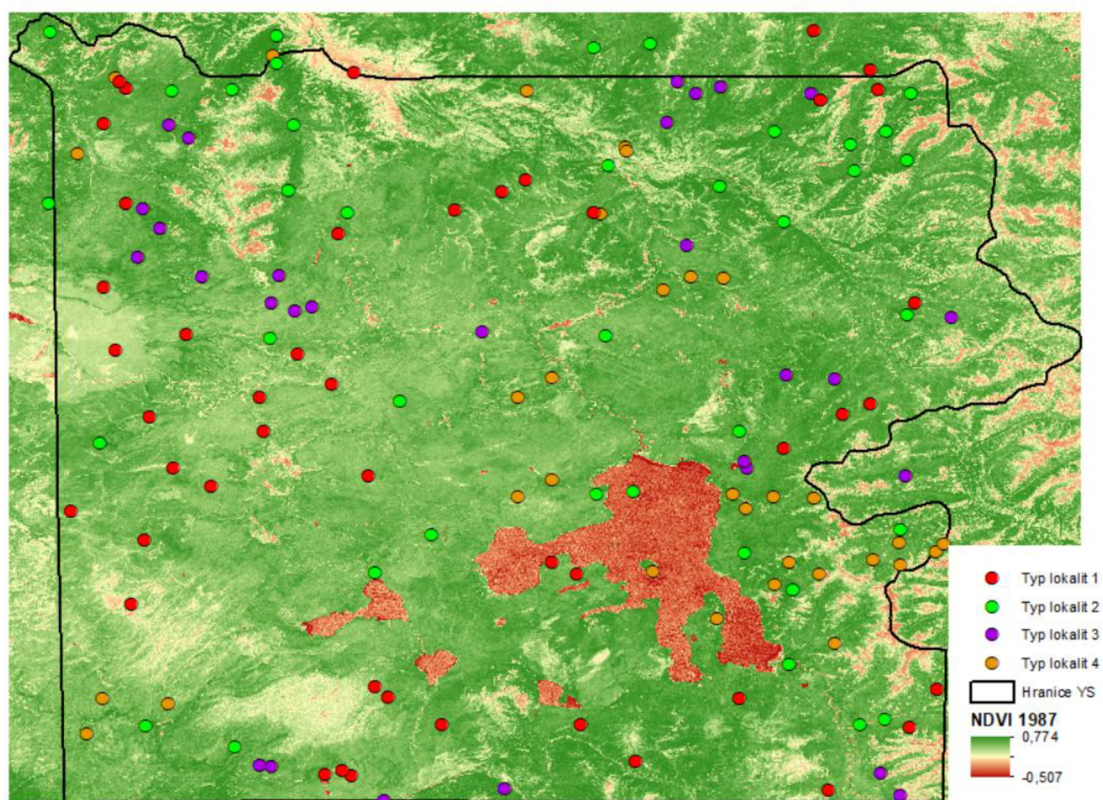 Typ lokalit 1
Typ lokalit 2
Typ lokalit 3
Typ lokalit 4
Hranice YS
NDVI 1987
0,774
-0,507